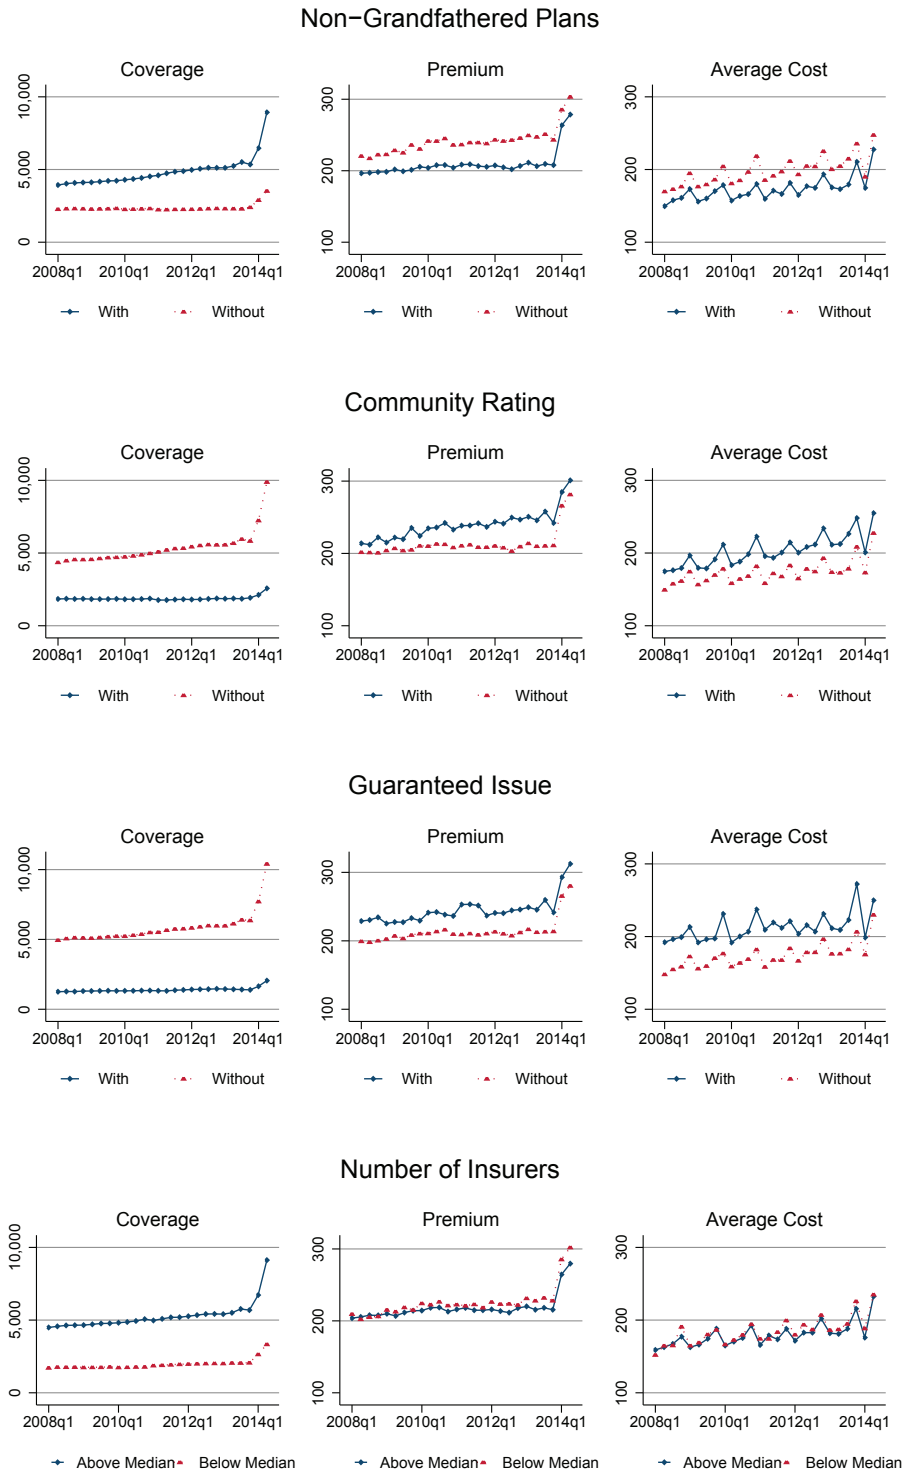 Non−Grandfathered Plans
Coverage Premium Average Cost
10,000 5,000 0
300 200 100
300 200 100
2008q1 2010q1 2012q1 2014q1 2008q1 2010q1 2012q1 2014q1 2008q1 2010q1 2012q1 2014q1
With Without With Without With Without
Community Rating
Coverage Premium Average Cost
10,000 5,000 0
300 200 100
300 200 100
2008q1 2010q1 2012q1 2014q1 2008q1 2010q1 2012q1 2014q1 2008q1 2010q1 2012q1 2014q1
With Without With Without With Without
Guaranteed Issue
Coverage Premium Average Cost
10,000 5,000 0
300 200 100
300 200 100
2008q1 2010q1 2012q1 2014q1 2008q1 2010q1 2012q1 2014q1 2008q1 2010q1 2012q1 2014q1
With Without With Without With Without
Number of Insurers
Coverage Premium Average Cost
10,000 5,000 0
300 200 100
300 200 100
2008q1 2010q1 2012q1 2014q1 2008q1 2010q1 2012q1 2014q1 2008q1 2010q1 2012q1 2014q1
Above Median Below Median Above Median Below Median Above Median Below Median